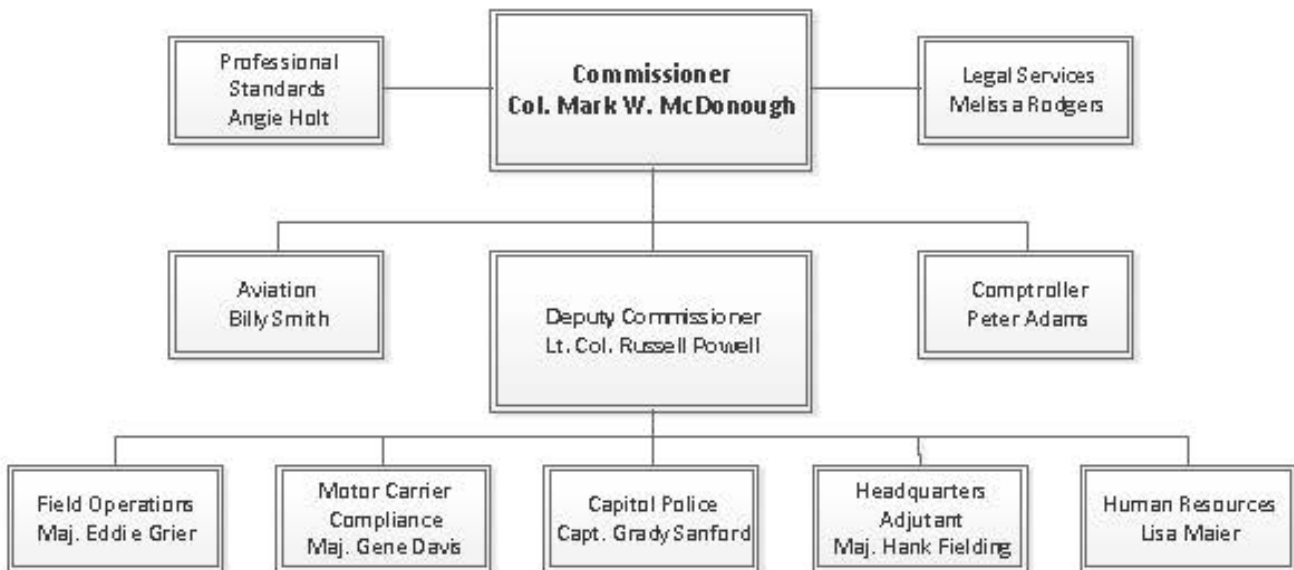 Professional
Standards
Angie Holt
Commissioner
Col. Mark W. McDonough
Legal Services
Melissa Rodgers
Aviation
Billy Smith
Deputy Commissioner
Lt. Col. Russell Powell
Comptroller
Peter Adams
Field Operations
Maj. Eddie Grier
Motor Carrier
Compliance
Maj. Gene Davis
Capitol Police
Capt. Grady Sanford
Headquarters
Adjutant
Maj. Hank Fielding
Human Resources
Lisa Maier